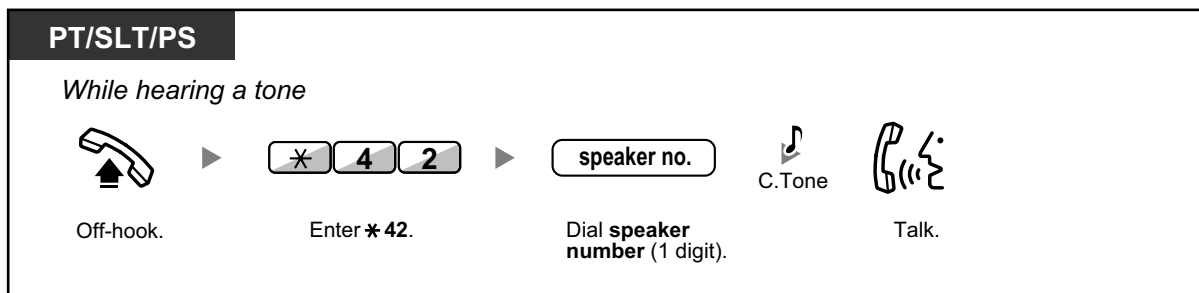 PT/SLT/PS
While hearing a tone
* 4 2
speaker no.
C.Tone
Off-hook.
Enter * 42.
Dial speaker
number (1 digit).
Talk.